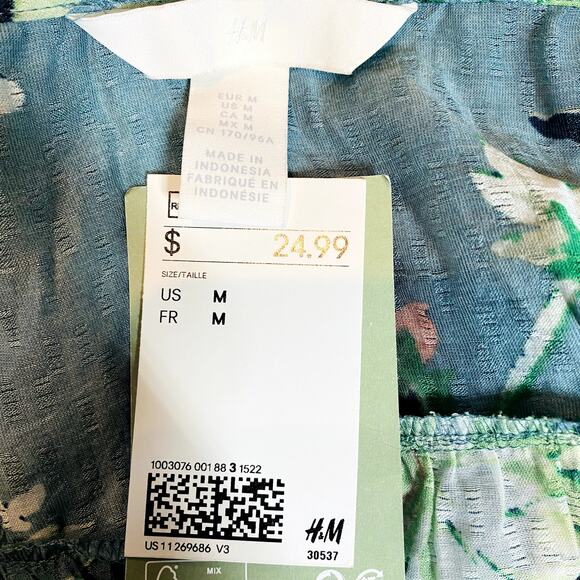 H&M
EUR M
US M
CA M
MX M
CN 170/96A
MADE IN
INDONESIA
FABRIQUÉ EN
INDONÉSIE
$ 24.99
SIZE/TAILLE
US M
FR M
1003076 001 88 3 1522
US 11 269686 V3
H&M
30537
MIX